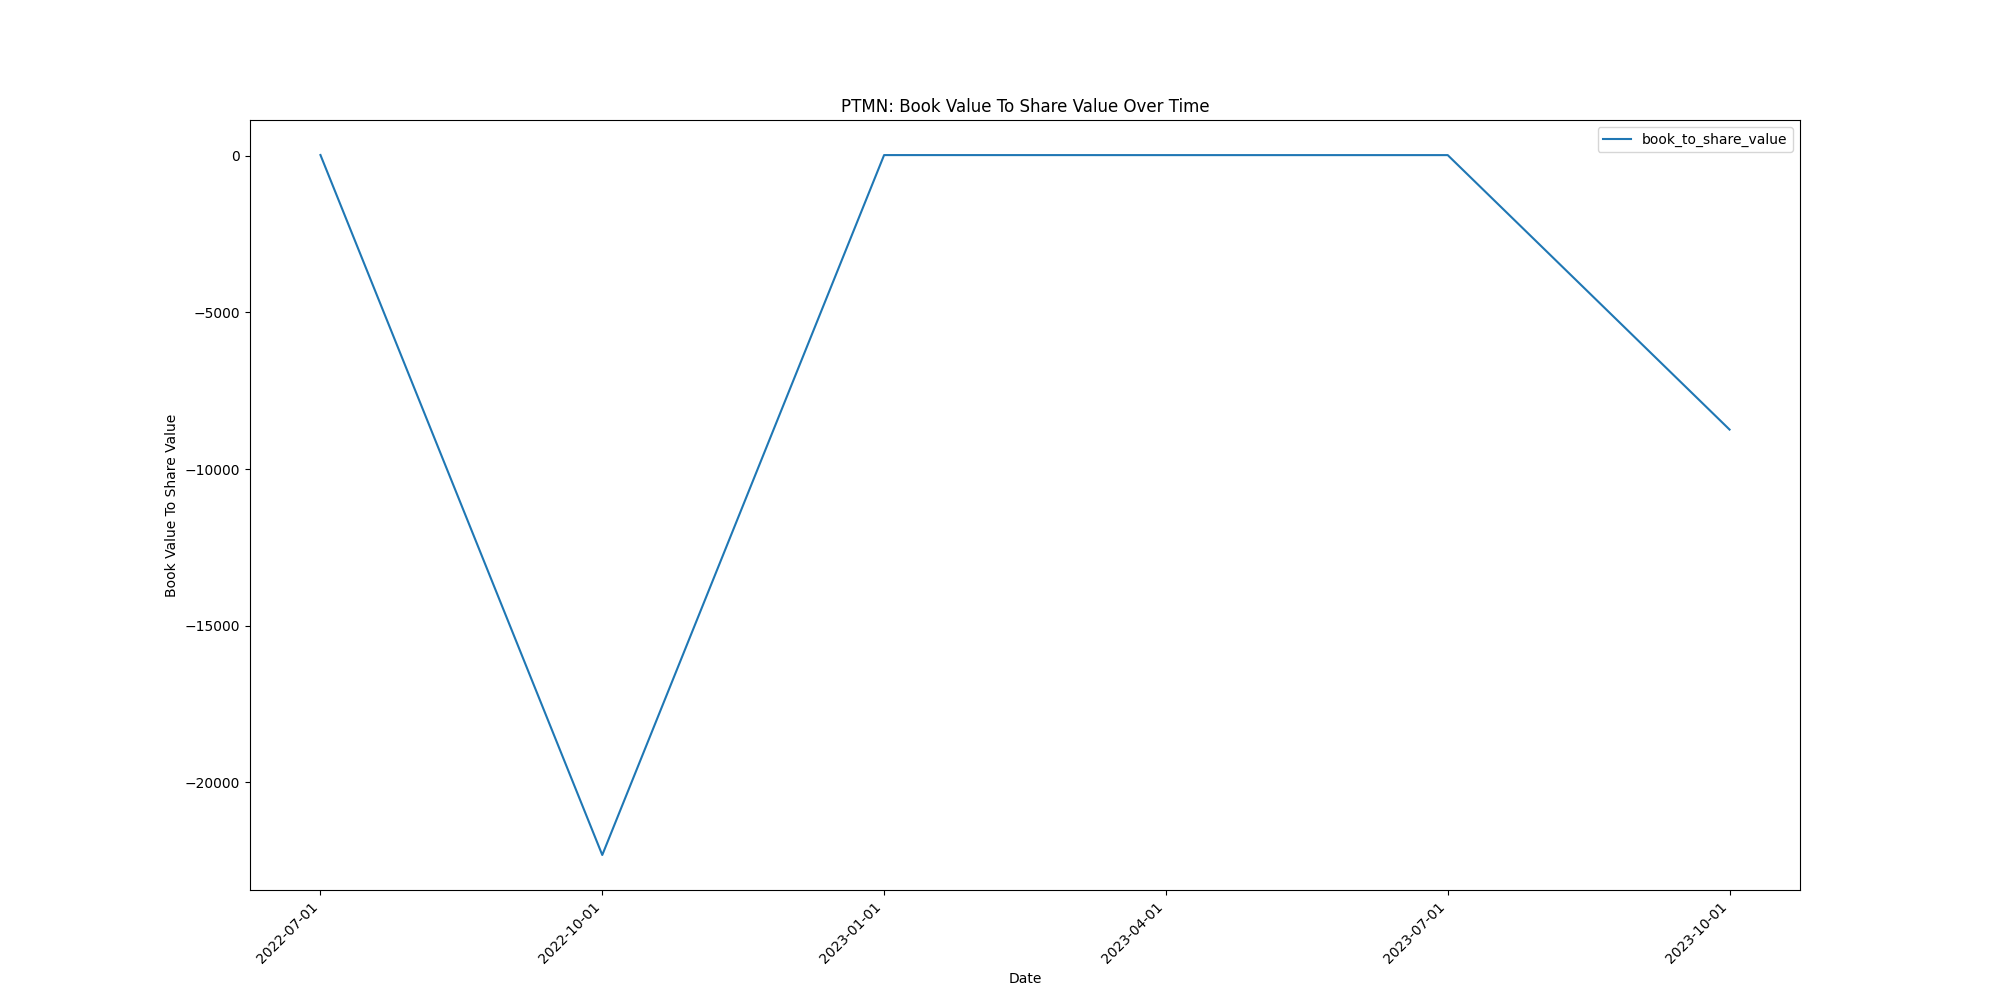 PTMN: Book Value To Share Value Over Time
book_to_share_value
0
−5000
−10000
−15000
−20000
Book Value To Share Value
2022-07-01
2022-10-01
2023-01-01
2023-04-01
2023-07-01
2023-10-01
Date